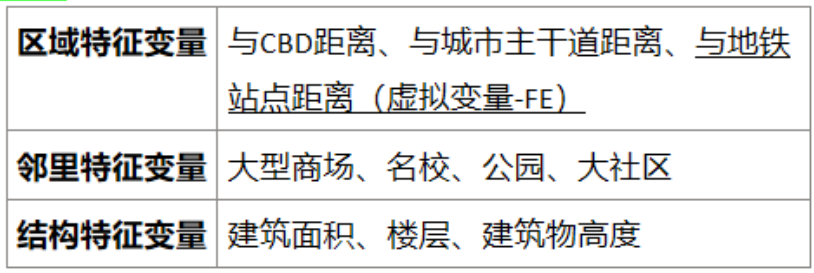 区域特征变量 与CBD距离、与城市主干道距离、与地铁
站点距离（虚拟变量-FE）
邻里特征变量 大型商场、名校、公园、大社区
结构特征变量 建筑面积、楼层、建筑物高度